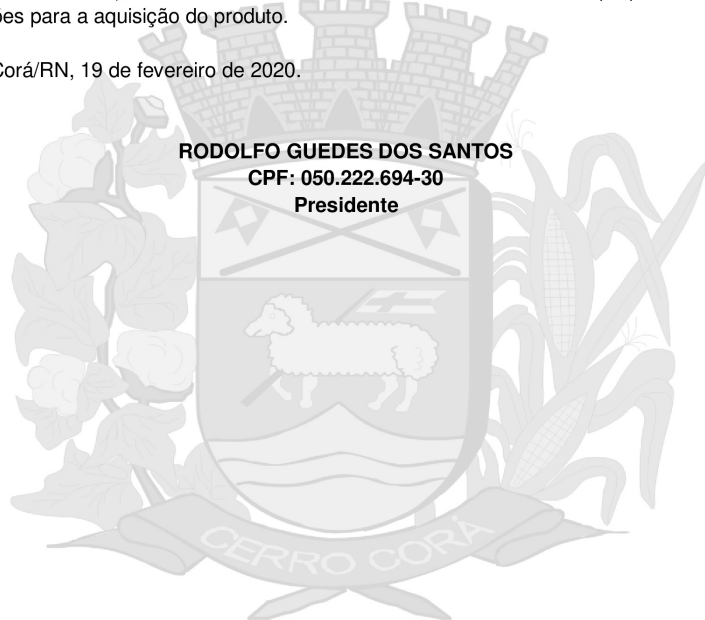 ões para a aquisição do produto.
Corá/RN, 19 de fevereiro de 2020.
RODOLFO GUEDES DOS SANTOS
CPF: 050.222.694-30
Presidente
CERRO CORÁ